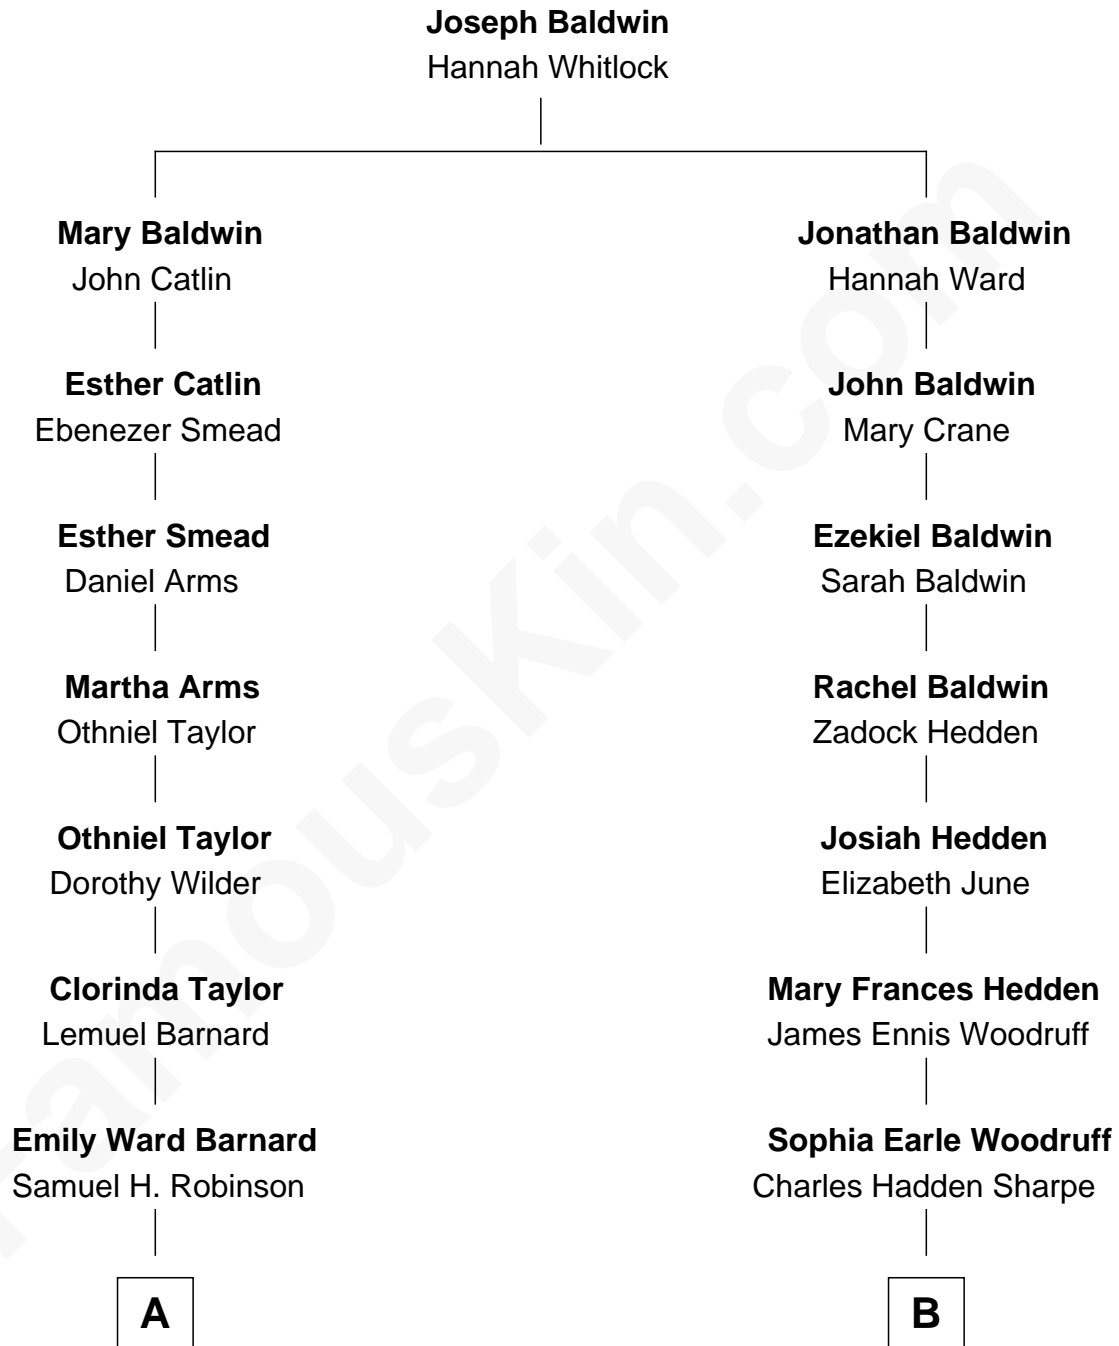 Joseph Baldwin
Hannah Whitlock
Mary Baldwin
John Catlin
Jonathan Baldwin
Hannah Ward
Esther Catlin
Ebenezer Smead
John Baldwin
Mary Crane
Esther Smead
Daniel Arms
Ezekiel Baldwin
Sarah Baldwin
Martha Arms
Othniel Taylor
Rachel Baldwin
Zadock Hedden
Othniel Taylor
Dorothy Wilder
Josiah Hedden
Elizabeth June
Clorinda Taylor
Lemuel Barnard
Mary Frances Hedden
James Ennis Woodruff
Emily Ward Barnard
Samuel H. Robinson
Sophia Earle Woodruff
Charles Hadden Sharpe
A
B
FamousKin.com